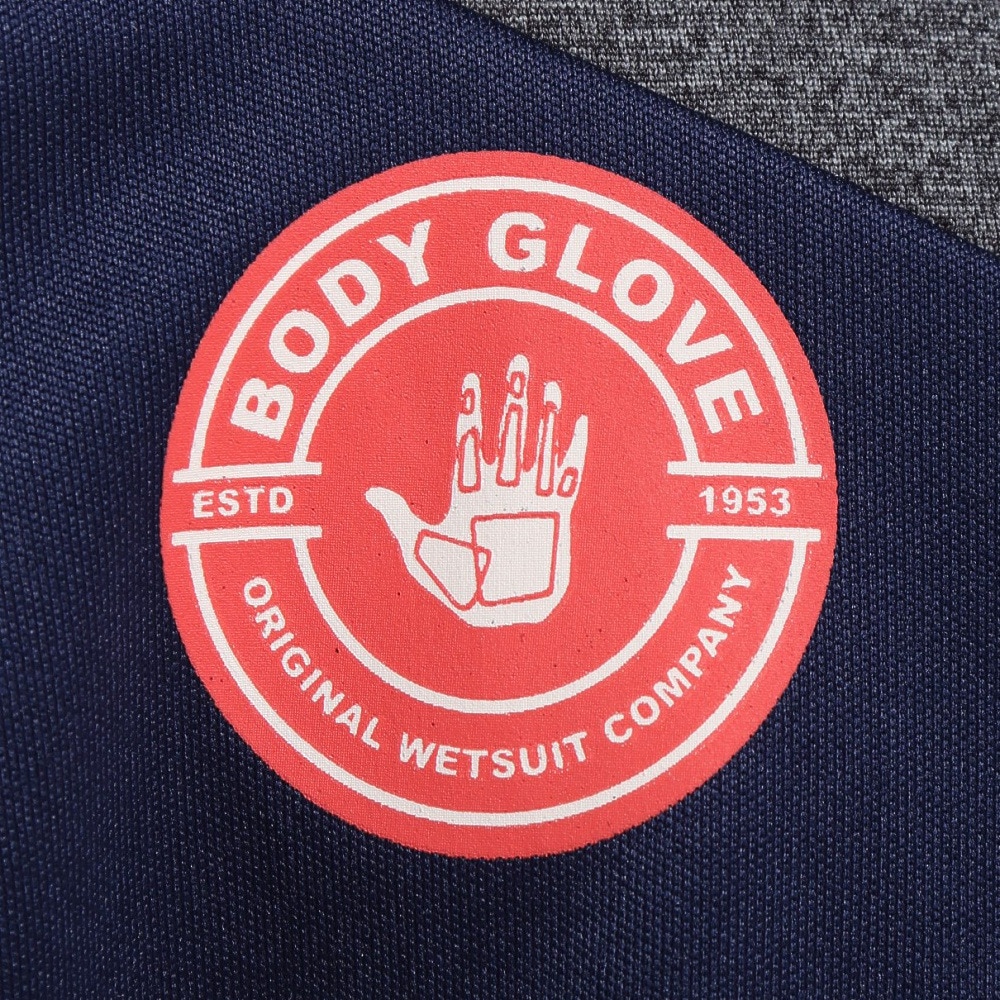 BODY GLOVE
ESTD 1953
ORIGINAL WETSUIT COMPANY